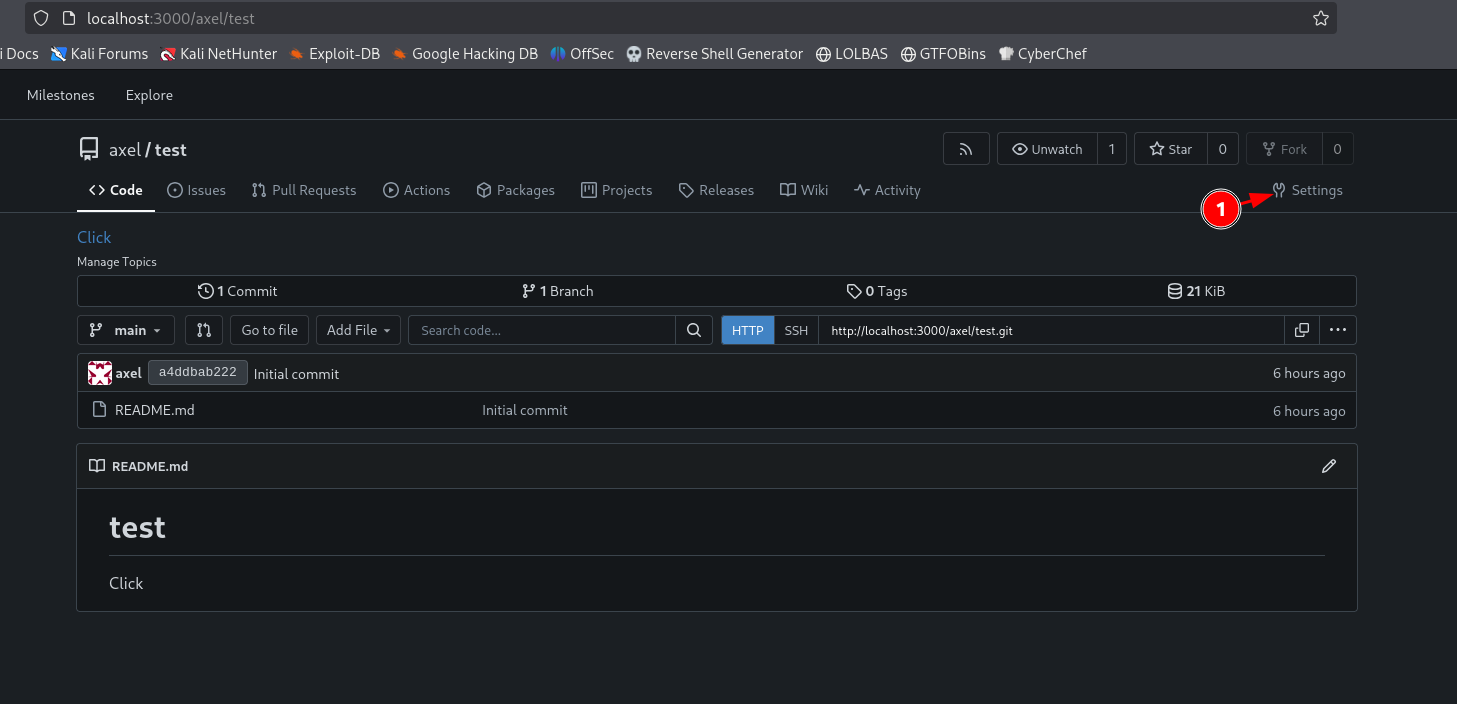 localhost:3000/axel/test
i Docs Kali Forums Kali NetHunter Exploit-DB Google Hacking DB OffSec Reverse Shell Generator LOLBAS GTFOBins CyberChef
Milestones Explore
axel / test Unwatch 1 Star 0 Fork 0
Code Issues Pull Requests Actions Packages Projects Releases Wiki Activity Settings
1
Click
Manage Topics
1 Commit 1 Branch 0 Tags 21 KiB
main Go to file Add File Search code... HTTP SSH http://localhost:3000/axel/test.git
axel a4ddbab222 Initial commit 6 hours ago
README.md Initial commit 6 hours ago
README.md
test
Click